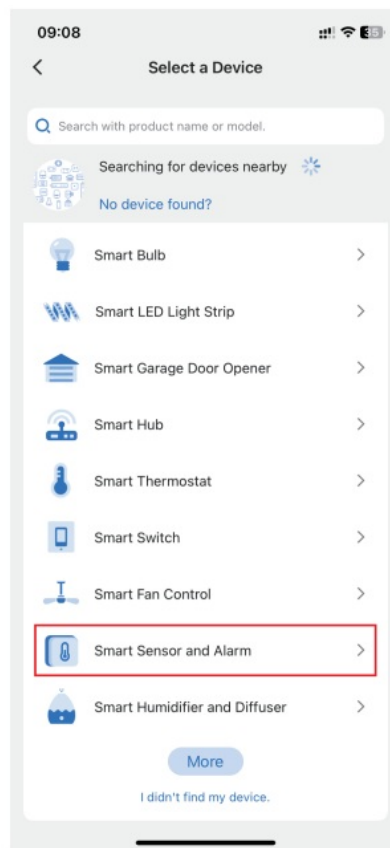 09:08
35
Select a Device
Search with product name or model.
Searching for devices nearby
No device found?
Smart Bulb
Smart LED Light Strip
Smart Garage Door Opener
Smart Hub
Smart Thermostat
Smart Switch
Smart Fan Control
Smart Sensor and Alarm
Smart Humidifier and Diffuser
More
I didn't find my device.